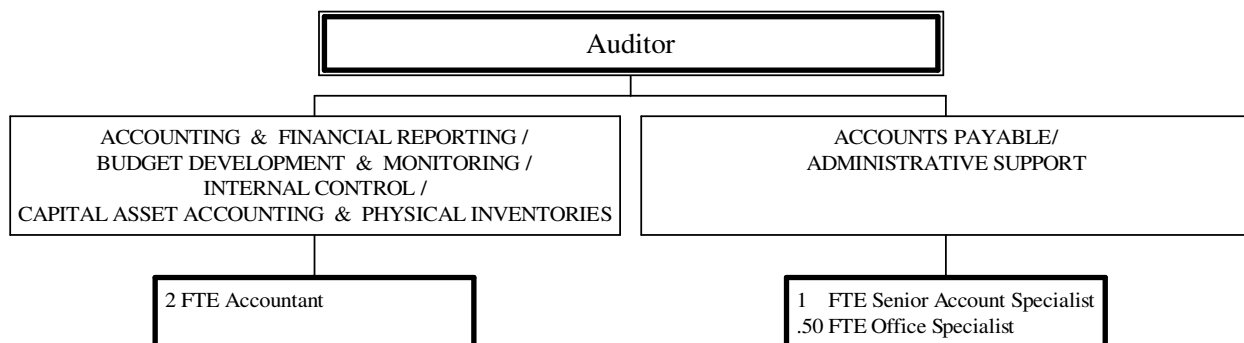 Auditor
ACCOUNTING & FINANCIAL REPORTING /
BUDGET DEVELOPMENT & MONITORING /
INTERNAL CONTROL /
CAPITAL ASSET ACCOUNTING & PHYSICAL INVENTORIES
ACCOUNTS PAYABLE/
ADMINISTRATIVE SUPPORT
2 FTE Accountant
1 FTE Senior Account Specialist
.50 FTE Office Specialist